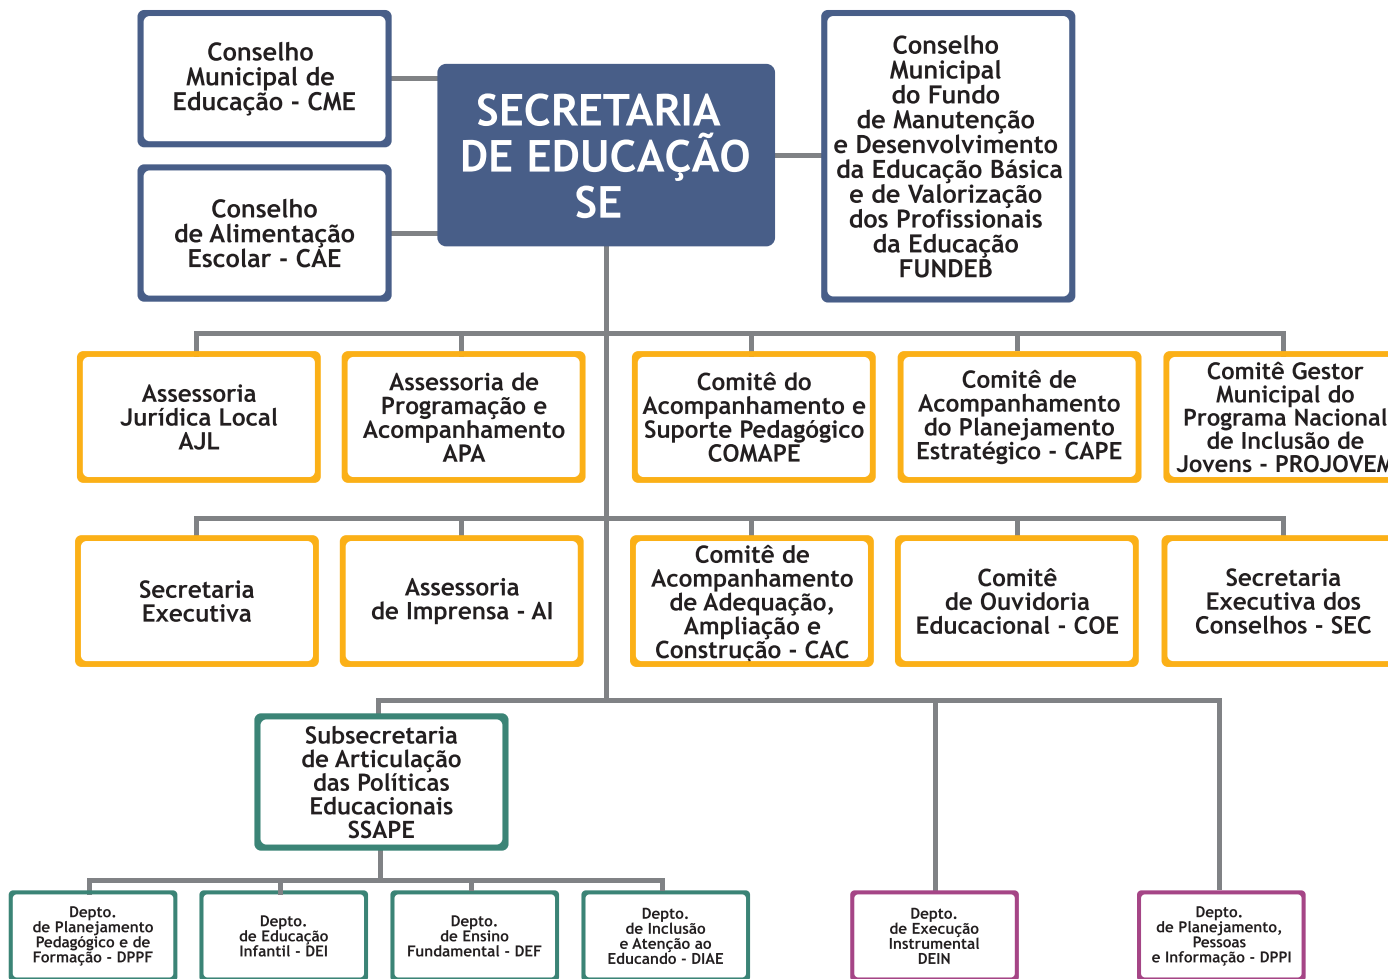 Conselho
Municipal de
Educação - CME
SECRETARIA
DE EDUCAÇÃO
SE
Conselho
Municipal
do Fundo
de Manutenção
e Desenvolvimento
da Educação Básica
e de Valorização
dos Profissionais
da Educação
FUNDEB
Conselho
de Alimentação
Escolar - CAE
Assessoria
Jurídica Local
AJL
Assessoria de
Programação e
Acompanhamento
APA
Comitê do
Acompanhamento e
Suporte Pedagógico
COMAPE
Comitê de
Acompanhamento
do Planejamento
Estratégico - CAPE
Comitê Gestor
Municipal do
Programa Nacional
de Inclusão de
Jovens - PROJOVEM
Secretaria
Executiva
Assessoria
de Imprensa - AI
Comitê de
Acompanhamento
de Adequação,
Ampliação e
Construção - CAC
Comitê
de Ouvidoria
Educacional - COE
Secretaria
Executiva dos
Conselhos - SEC
Subsecretaria
de Articulação
das Políticas
Educacionais
SSAPE
Depto.
de Planejamento
Pedagógico e de
Formação - DPPF
Depto.
de Educação
Infantil - DEI
Depto.
de Ensino
Fundamental - DEF
Depto.
de Inclusão
e Atenção ao
Educando - DIAE
Depto.
de Execução
Instrumental
DEIN
Depto.
de Planejamento,
Pessoas
e Informação - DPPI